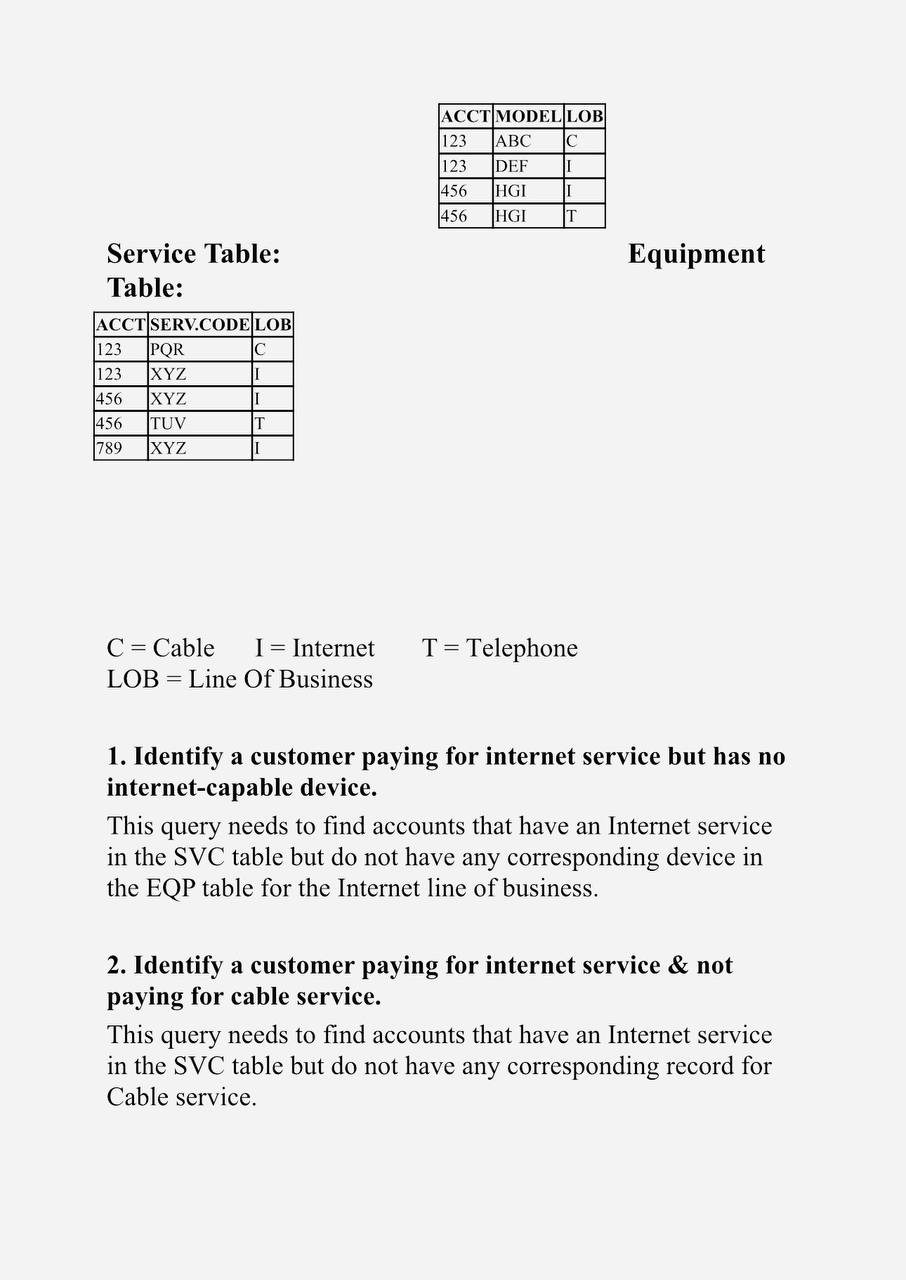 ACCT MODEL LOB
123 ABC C
123 DEF I
456 HGI I
456 HGI T
Service Table: Equipment
Table:
ACCT SERV.CODE LOB
123 PQR C
123 XYZ I
456 XYZ I
456 TUV T
789 XYZ I
C = Cable I = Internet T = Telephone
LOB = Line Of Business
1. Identify a customer paying for internet service but has no
internet-capable device.
This query needs to find accounts that have an Internet service
in the SVC table but do not have any corresponding device in
the EQP table for the Internet line of business.
2. Identify a customer paying for internet service & not
paying for cable service.
This query needs to find accounts that have an Internet service
in the SVC table but do not have any corresponding record for
Cable service.